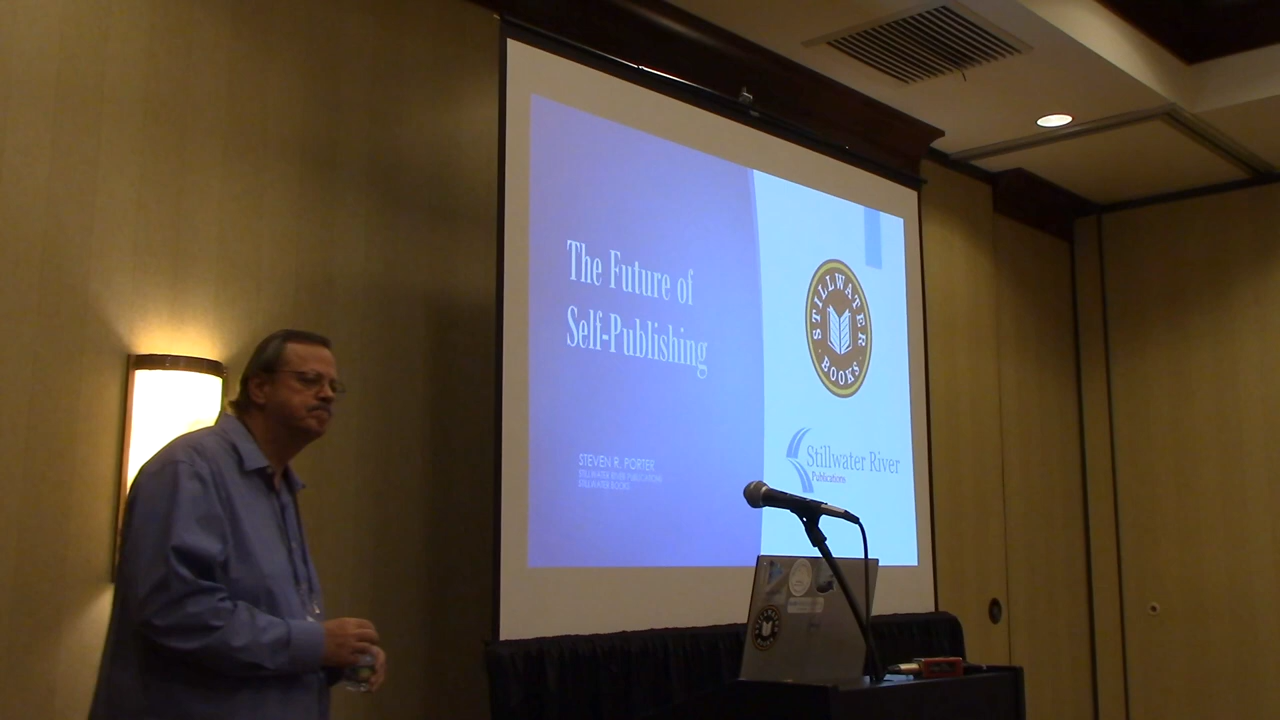 The Future of
Self-Publishing
STEVEN R. PORTER
STILLWATER RIVER PUBLICATIONS
STILLWATER BOOKS
STILLWATER
BOOKS
Stillwater River
Publications